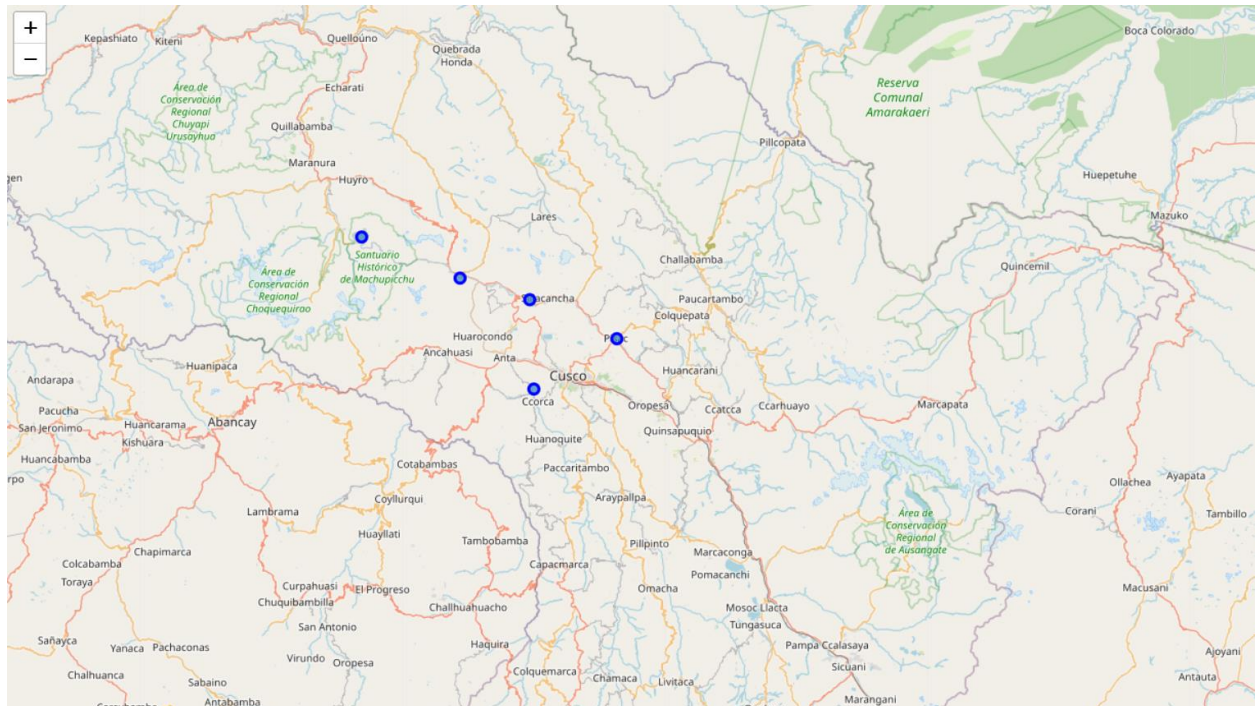 +
−
Kepashiato
Kiteni
Quellouno
Quebrada
Honda
Boca Colorado
Área de
Conservación
Regional
Chuyapi
Urusayhua
Echarati
Reserva
Comunal
Amarakaeri
Quillabamba
Pillcopata
Maranura
Huyro
Huepetuhe
Lares
Mazuko
Santuario
Histórico
de Machupicchu
Área de
Conservación
Regional
Choquequirao
Challabamba
Quincemil
Paucartambo
Colquepata
Huarocondo
Ancahuasi
Anta
Huanipaca
Cusco
Huancarani
Andarapa
Ccorca
Oropesa
Ccatcca
Ccarhuayo
Marcapata
Pacucha
San Jeronimo
Huancarama
Abancay
Kishuara
Quinsapuquio
Huanoquite
Huancabamba
Cotabambas
Paccaritambo
Ollachea
Ayapata
Coyllurqui
Araypallpa
Lambrama
Corani
Tambillo
Área de
Conservación
Regional
de Ausangate
Huayllati
Tambobamba
Pillpinto
Chapimarca
Marcaconga
Colcabamba
Capacmarca
Pomacanchi
Toraya
Curpahuasi
El Progreso
Omacha
Macusani
Chuquibambilla
Challhuahuacho
Mosoc Llacta
Tungasuca
San Antonio
Sañayca
Yanaca
Pachaconas
Haquira
Pampa Ccalasaya
Ajoyani
Virundo
Oropesa
Sicuani
Chalhuanca
Colquemarca
Chamaca
Livitaca
Antauta
Sabaino
Marangani
Antabamba